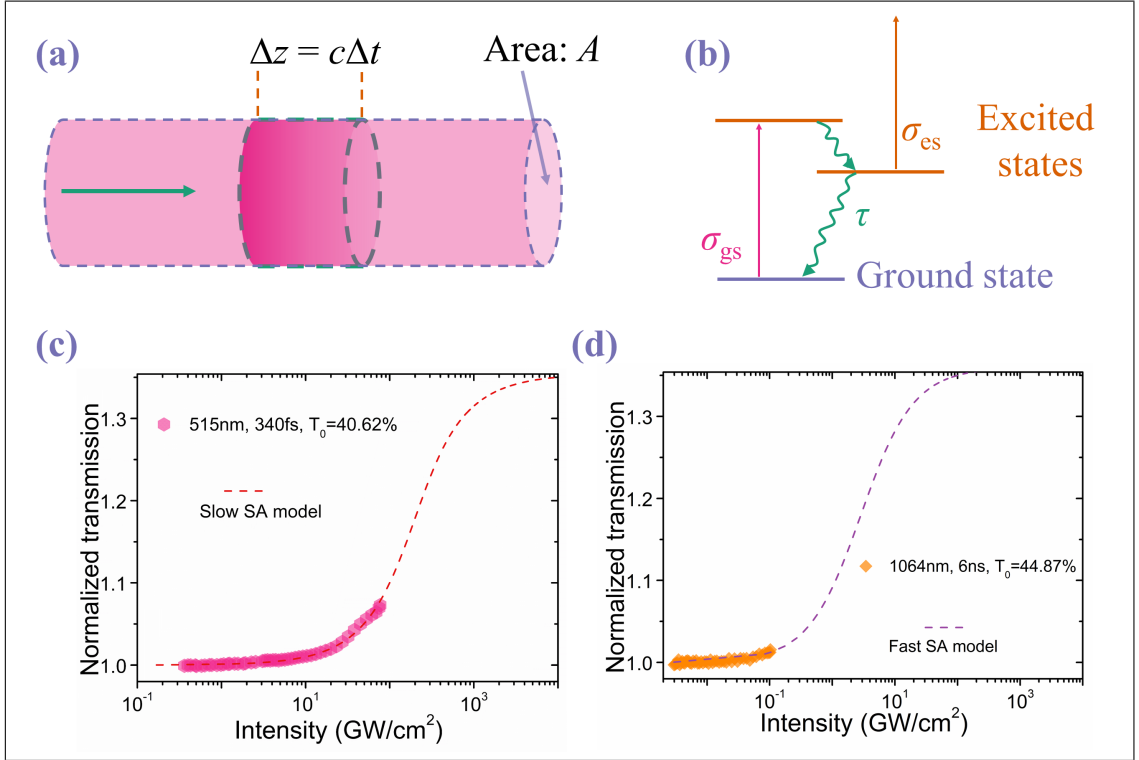 (a)
Δz = cΔt
Area: A
(b)
σes
Excited
states
τ
σgs
Ground state
(c)
Normalized transmission
1.3
1.2
1.1
1.0
515nm, 340fs, T0=40.62%
Slow SA model
10-1
101
103
Intensity (GW/cm2)
(d)
Normalized transmission
1.3
1.2
1.1
1.0
1064nm, 6ns, T0=44.87%
Fast SA model
10-1
101
103
Intensity (GW/cm2)